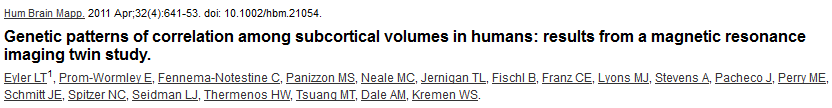 Hum Brain Mapp. 2011 Apr;32(4):641-53. doi: 10.1002/hbm.21054.
Genetic patterns of correlation among subcortical volumes in humans: results from a magnetic resonance
imaging twin study.
Eyler LT1, Prom-Wormley E, Fennema-Notestine C, Panizzon MS, Neale MC, Jernigan TL, Fischl B, Franz CE, Lyons MJ, Stevens A, Pacheco J, Perry ME,
Schmitt JE, Spitzer NC, Seidman LJ, Thermenos HW, Tsuang MT, Dale AM, Kremen WS.